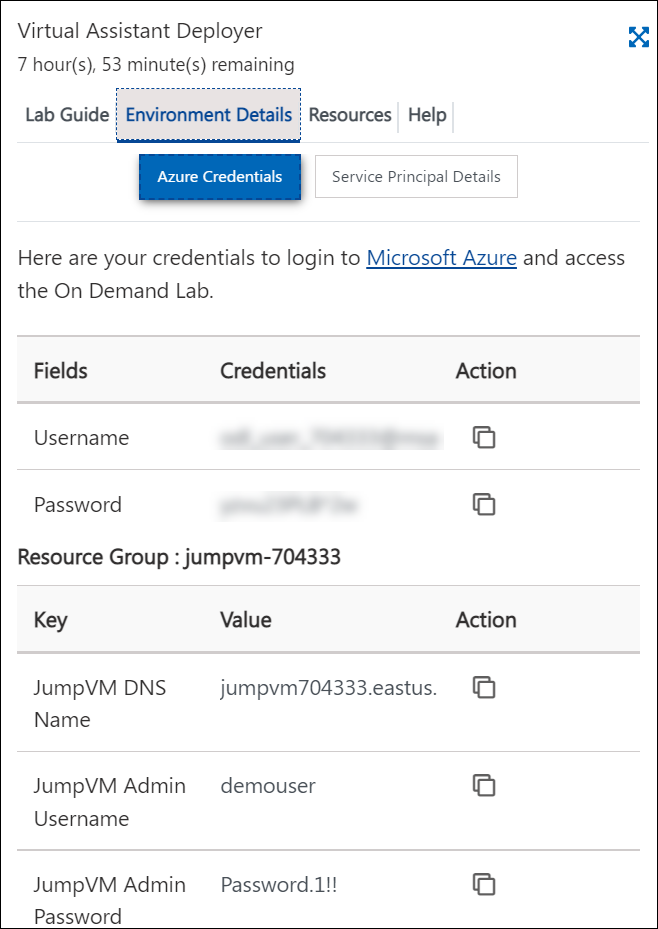 Virtual Assistant Deployer
7 hour(s), 53 minute(s) remaining
Lab Guide Environment Details Resources Help
Azure Credentials Service Principal Details
Here are your credentials to login to Microsoft Azure and access
the On Demand Lab.
Fields Credentials Action
Username
Password
Resource Group : jumpvm-704333
Key Value Action
JumpVM DNS jumpvm704333.eastus.
Name
JumpVM Admin demouser
Username
JumpVM Admin Password.1!!
Password